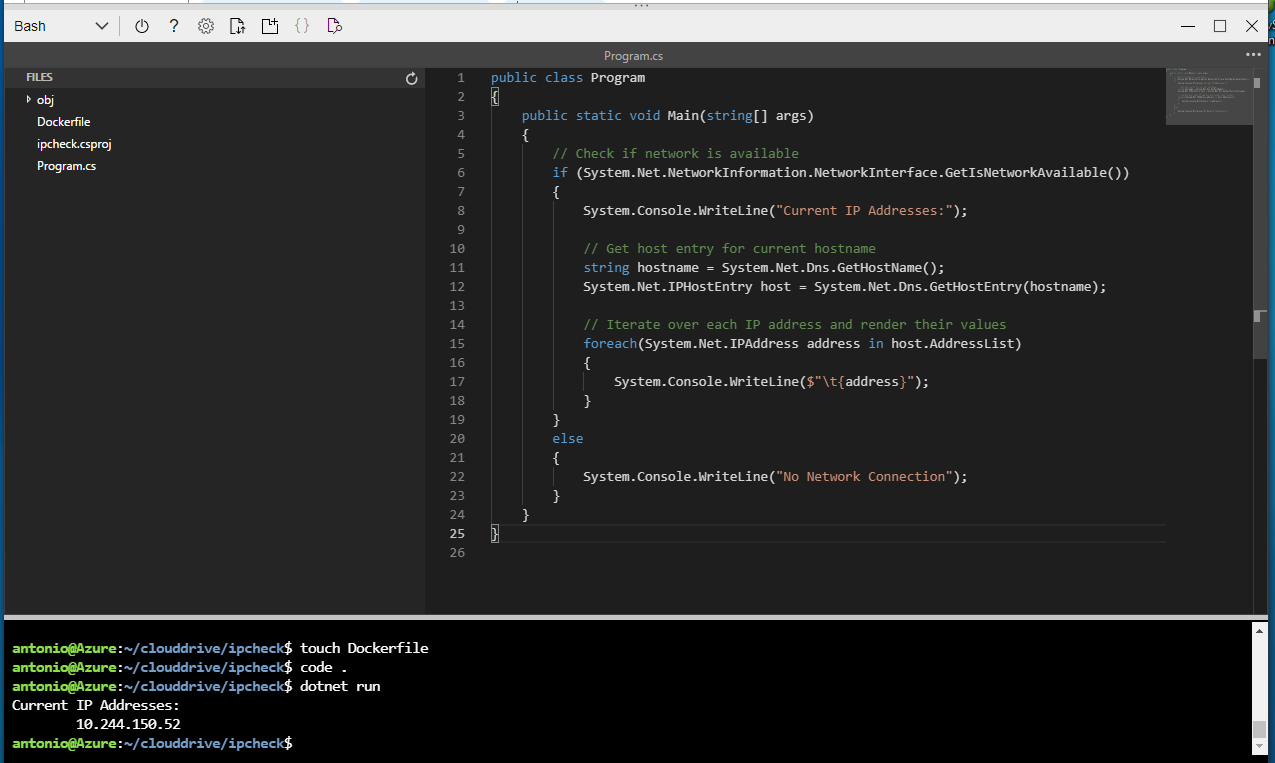 Bash
?
{}
Program.cs
FILES
obj
Dockerfile
ipcheck.csproj
Program.cs
1 public class Program
2 {
3     public static void Main(string[] args)
4     {
5         // Check if network is available
6         if (System.Net.NetworkInformation.NetworkInterface.GetIsNetworkAvailable())
7         {
8             System.Console.WriteLine("Current IP Addresses:");
9
10             // Get host entry for current hostname
11             string hostname = System.Net.Dns.GetHostName();
12             System.Net.IPHostEntry host = System.Net.Dns.GetHostEntry(hostname);
13
14             // Iterate over each IP address and render their values
15             foreach(System.Net.IPAddress address in host.AddressList)
16             {
17                 System.Console.WriteLine($"\t{address}");
18             }
19         }
20         else
21         {
22             System.Console.WriteLine("No Network Connection");
23         }
24     }
25 }
26
antonio@Azure:~/clouddrive/ipcheck$ touch Dockerfile
antonio@Azure:~/clouddrive/ipcheck$ code .
antonio@Azure:~/clouddrive/ipcheck$ dotnet run
Current IP Addresses:
        10.244.150.52
antonio@Azure:~/clouddrive/ipcheck$